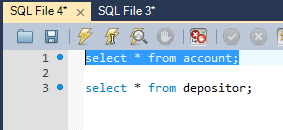 SQL File 4* SQL File 3*
1 select * from account;
2
3 select * from depositor;